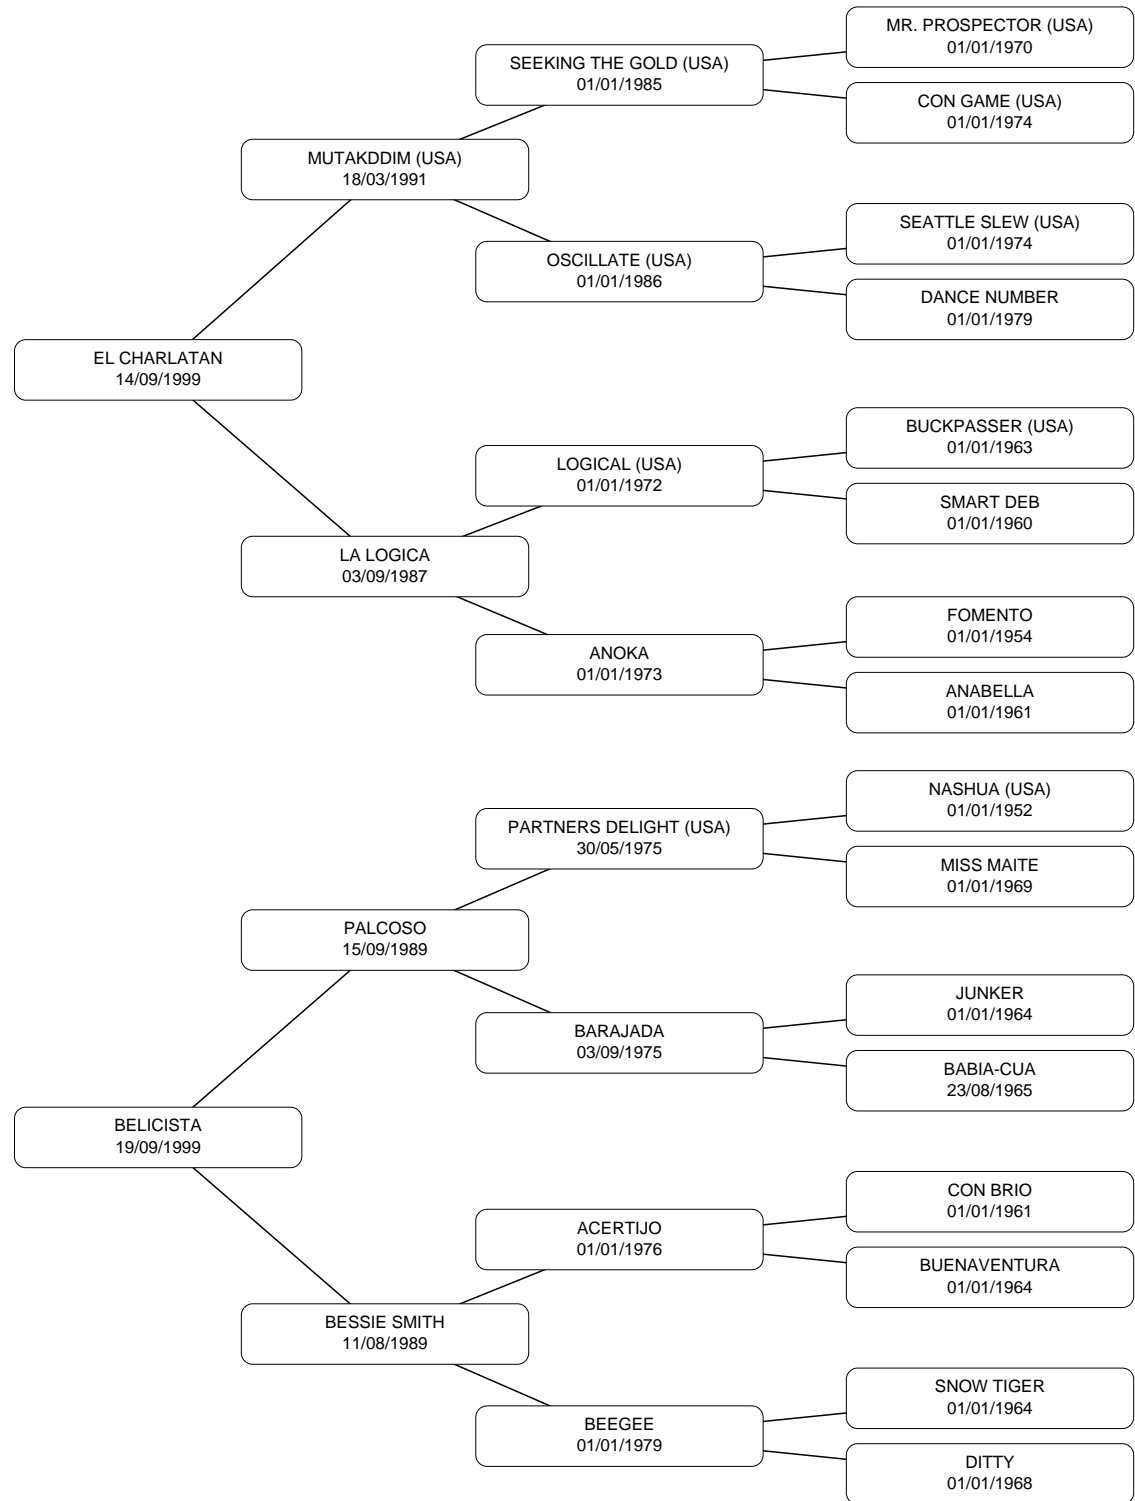 MR. PROSPECTOR (USA)
01/01/1970
SEEKING THE GOLD (USA)
01/01/1985
CON GAME (USA)
01/01/1974
MUTAKDDIM (USA)
18/03/1991
SEATTLE SLEW (USA)
01/01/1974
OSCILLATE (USA)
01/01/1986
DANCE NUMBER
01/01/1979
EL CHARLATAN
14/09/1999
BUCKPASSER (USA)
01/01/1963
LOGICAL (USA)
01/01/1972
SMART DEB
01/01/1960
LA LOGICA
03/09/1987
FOMENTO
01/01/1954
ANOKA
01/01/1973
ANABELLA
01/01/1961
NASHUA (USA)
01/01/1952
PARTNERS DELIGHT (USA)
30/05/1975
MISS MAITE
01/01/1969
PALCOSO
15/09/1989
JUNKER
01/01/1964
BARAJADA
03/09/1975
BABIA-CUA
23/08/1965
BELICISTA
19/09/1999
CON BRIO
01/01/1961
ACERTIJO
01/01/1976
BUENAVENTURA
01/01/1964
BESSIE SMITH
11/08/1989
SNOW TIGER
01/01/1964
BEEGEE
01/01/1979
DITTY
01/01/1968